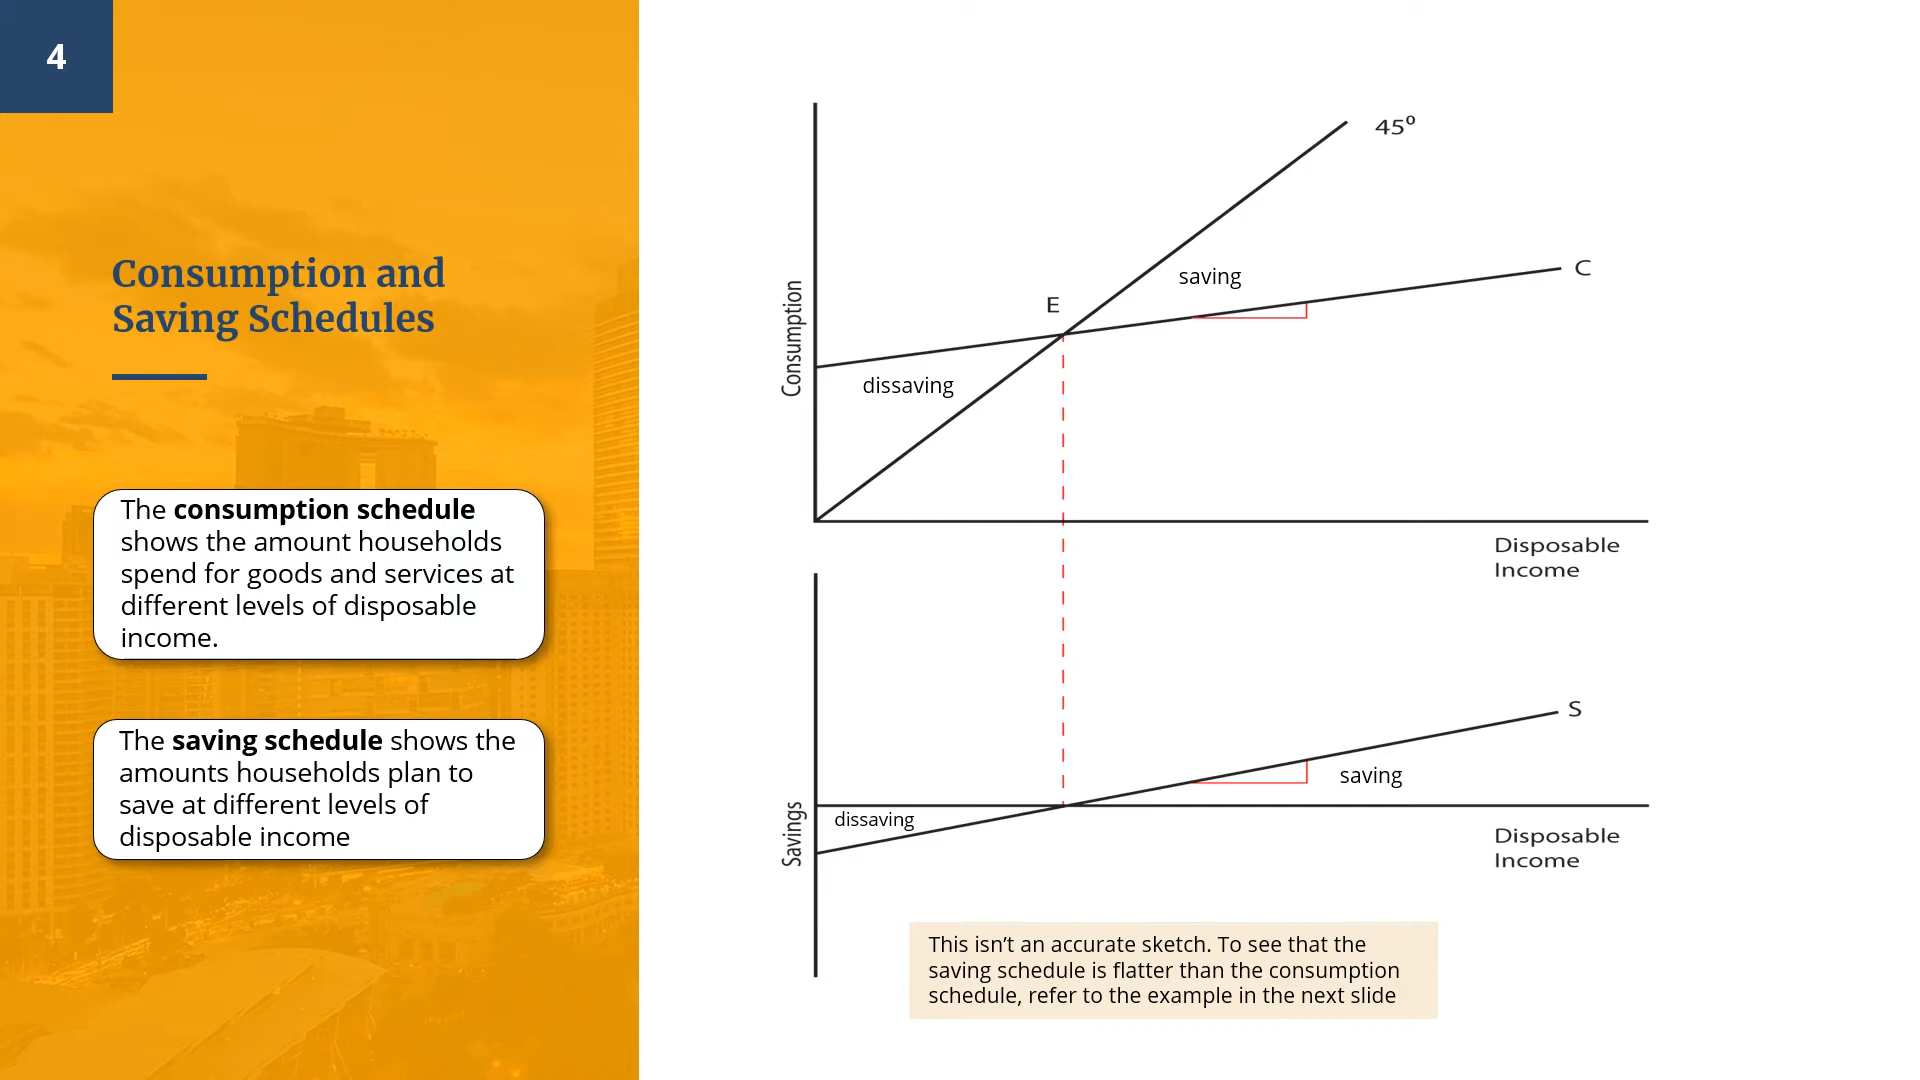 4
Consumption and
Saving Schedules
The consumption schedule
shows the amount households
spend for goods and services at
different levels of disposable
income.
The saving schedule shows the
amounts households plan to
save at different levels of
disposable income
45º
C
saving
E
dissaving
Consumption
Disposable
Income
S
saving
dissaving
Savings
Disposable
Income
This isn’t an accurate sketch. To see that the
saving schedule is flatter than the consumption
schedule, refer to the example in the next slide